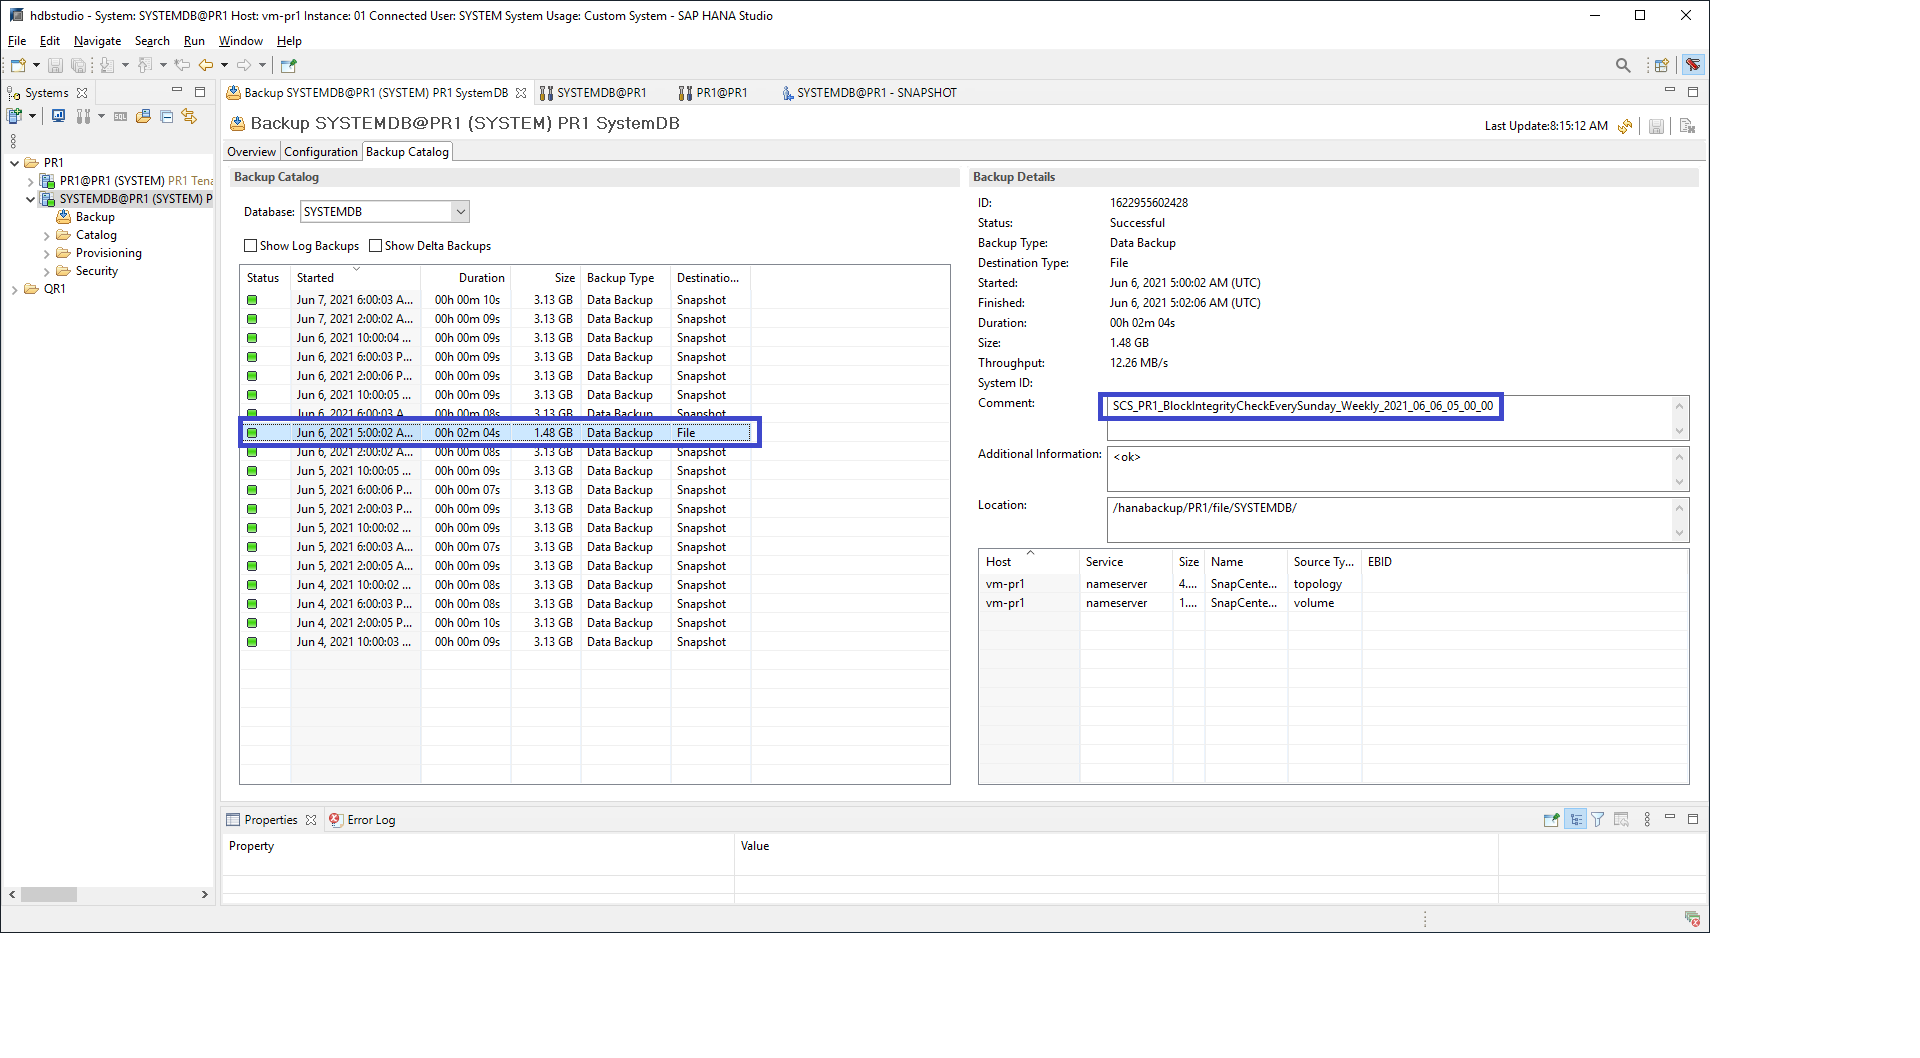 hdbstudio - System: SYSTEMDB@PR1 Host: vm-pr1 Instance: 01 Connected User: SYSTEM System Usage: Custom System - SAP HANA Studio
File Edit Navigate Search Run Window Help
Systems
Backup SYSTEMDB@PR1 (SYSTEM) PR1 SystemDB
SYSTEMDB@PR1
PR1@PR1
SYSTEMDB@PR1 - SNAPSHOT
SQL
PR1
PR1@PR1 (SYSTEM) PR1 Tena
SYSTEMDB@PR1 (SYSTEM) P
Backup
Catalog
Provisioning
Security
QR1
Backup SYSTEMDB@PR1 (SYSTEM) PR1 SystemDB
Last Update:8:15:12 AM
Overview Configuration Backup Catalog
Backup Catalog
Database: SYSTEMDB
Show Log Backups Show Delta Backups
Status Started Duration Size Backup Type Destinatio...
Jun 7, 2021 6:00:03 A... 00h 00m 10s 3.13 GB Data Backup Snapshot
Jun 7, 2021 2:00:02 A... 00h 00m 09s 3.13 GB Data Backup Snapshot
Jun 6, 2021 10:00:04 ... 00h 00m 09s 3.13 GB Data Backup Snapshot
Jun 6, 2021 6:00:03 P... 00h 00m 09s 3.13 GB Data Backup Snapshot
Jun 6, 2021 2:00:06 P... 00h 00m 09s 3.13 GB Data Backup Snapshot
Jun 6, 2021 10:00:05 ... 00h 00m 09s 3.13 GB Data Backup Snapshot
Jun 6, 2021 6:00:03 A... 00h 00m 08s 3.13 GB Data Backup Snapshot
Jun 6, 2021 5:00:02 A... 00h 02m 04s 1.48 GB Data Backup File
Jun 6, 2021 2:00:02 A... 00h 00m 08s 3.13 GB Data Backup Snapshot
Jun 5, 2021 10:00:05 ... 00h 00m 09s 3.13 GB Data Backup Snapshot
Jun 5, 2021 6:00:06 P... 00h 00m 07s 3.13 GB Data Backup Snapshot
Jun 5, 2021 2:00:03 P... 00h 00m 09s 3.13 GB Data Backup Snapshot
Jun 5, 2021 10:00:02 ... 00h 00m 09s 3.13 GB Data Backup Snapshot
Jun 5, 2021 6:00:03 A... 00h 00m 07s 3.13 GB Data Backup Snapshot
Jun 5, 2021 2:00:05 A... 00h 00m 09s 3.13 GB Data Backup Snapshot
Jun 4, 2021 10:00:02 ... 00h 00m 08s 3.13 GB Data Backup Snapshot
Jun 4, 2021 6:00:03 P... 00h 00m 08s 3.13 GB Data Backup Snapshot
Jun 4, 2021 2:00:05 P... 00h 00m 10s 3.13 GB Data Backup Snapshot
Jun 4, 2021 10:00:03 ... 00h 00m 09s 3.13 GB Data Backup Snapshot
Backup Details
ID: 1622955602428
Status: Successful
Backup Type: Data Backup
Destination Type: File
Started: Jun 6, 2021 5:00:02 AM (UTC)
Finished: Jun 6, 2021 5:02:06 AM (UTC)
Duration: 00h 02m 04s
Size: 1.48 GB
Throughput: 12.26 MB/s
System ID:
Comment: SCS_PR1_BlockIntegrityCheckEverySunday_Weekly_2021_06_06_05_00_00
Additional Information: <ok>
Location: /hanabackup/PR1/file/SYSTEMDB/
Host Service Size Name Source Ty... EBID
vm-pr1 nameserver 4.... SnapCente... topology
vm-pr1 nameserver 1.... SnapCente... volume
Properties Error Log
Property Value